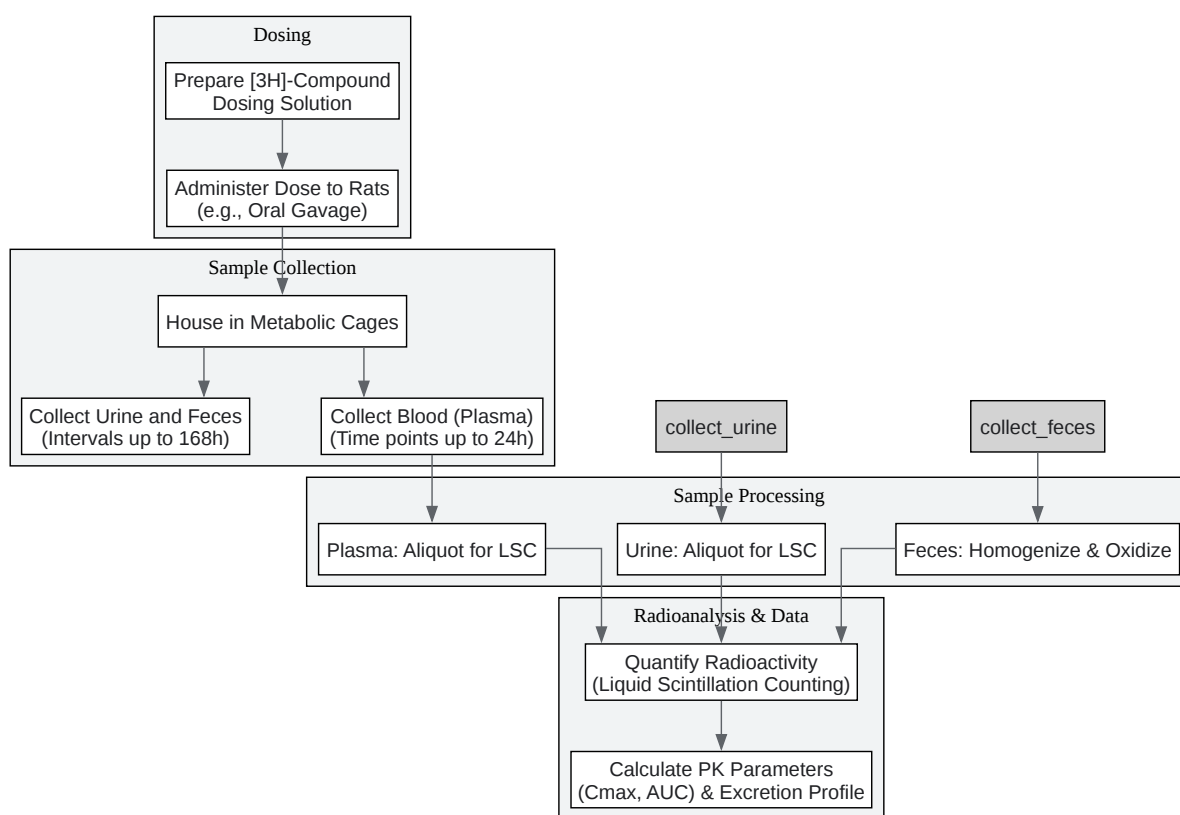 Dosing
Prepare [3H]-Compound
Dosing Solution
Administer Dose to Rats
(e.g., Oral Gavage)
Sample Collection
House in Metabolic Cages
Collect Urine and Feces
(Intervals up to 168h)
Collect Blood (Plasma)
(Time points up to 24h)
collect_urine
collect_feces
Sample Processing
Plasma: Aliquot for LSC
Urine: Aliquot for LSC
Feces: Homogenize & Oxidize
Radioanalysis & Data
Quantify Radioactivity
(Liquid Scintillation Counting)
Calculate PK Parameters
(Cmax, AUC) & Excretion Profile